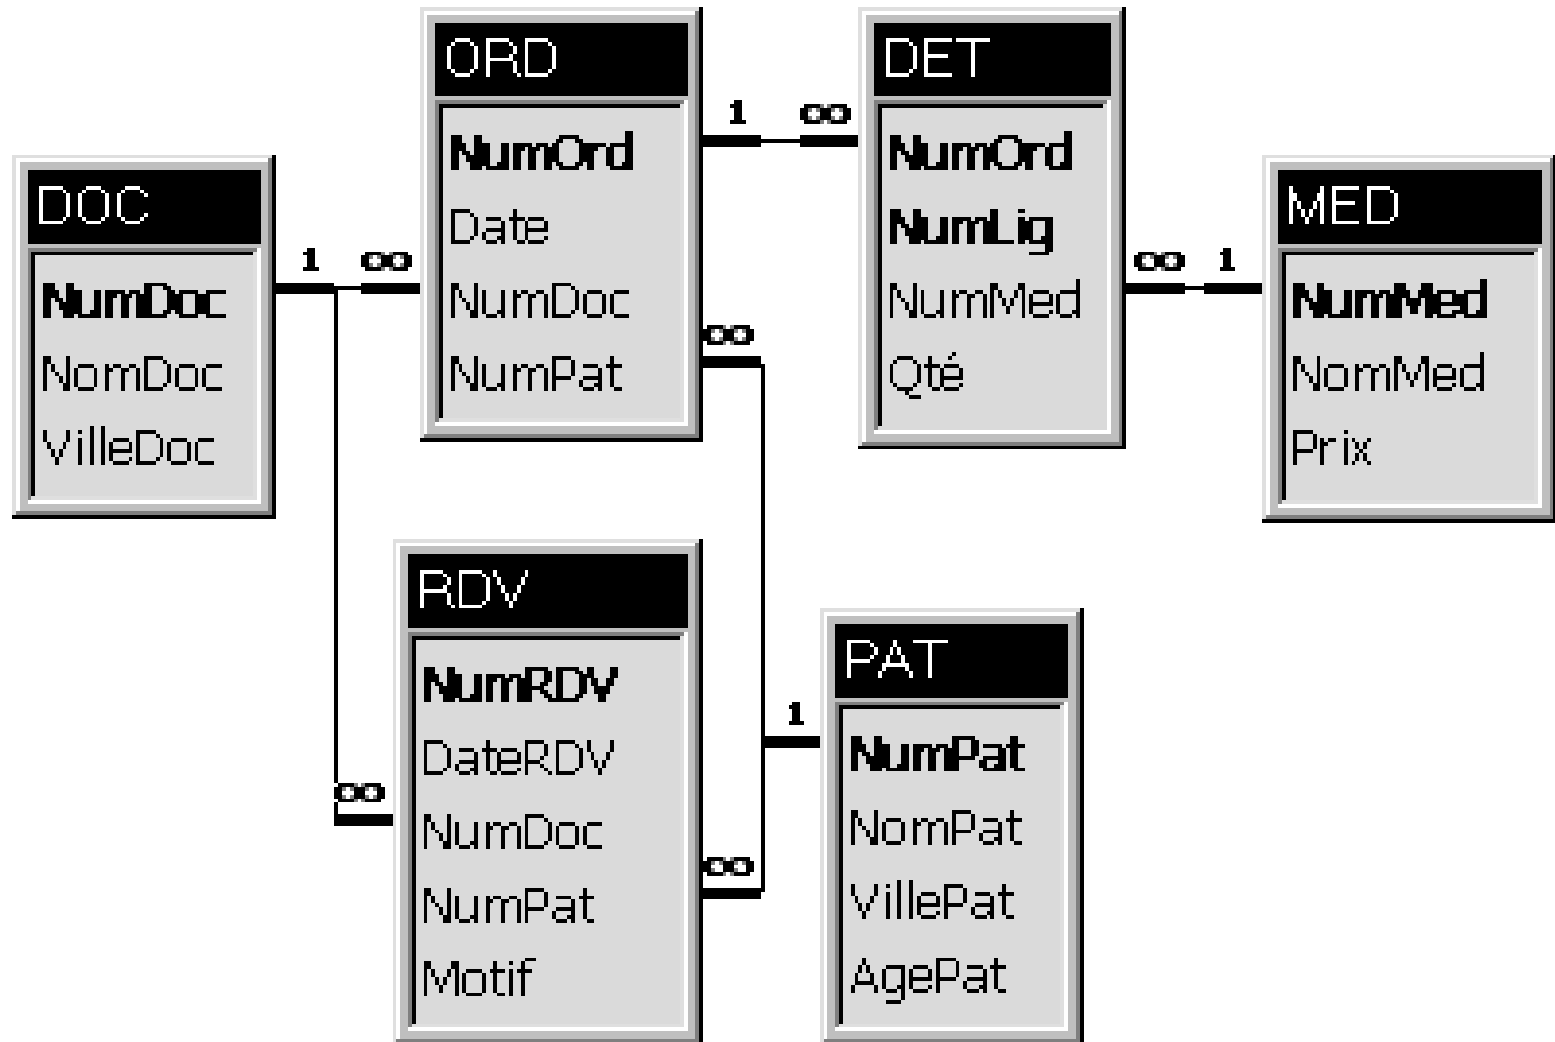 DOC
NumDoc
NomDoc
VilleDoc
1 ∞
ORD
NumOrd
Date
NumDoc
NumPat
1 ∞
∞
DET
NumOrd
NumLig
NumMed
Qté
∞ 1
MED
NumMed
NomMed
Prix
∞
RDV
NumRDV
DateRDV
NumDoc
NumPat
Motif
∞
1
PAT
NumPat
NomPat
VillePat
AgePat